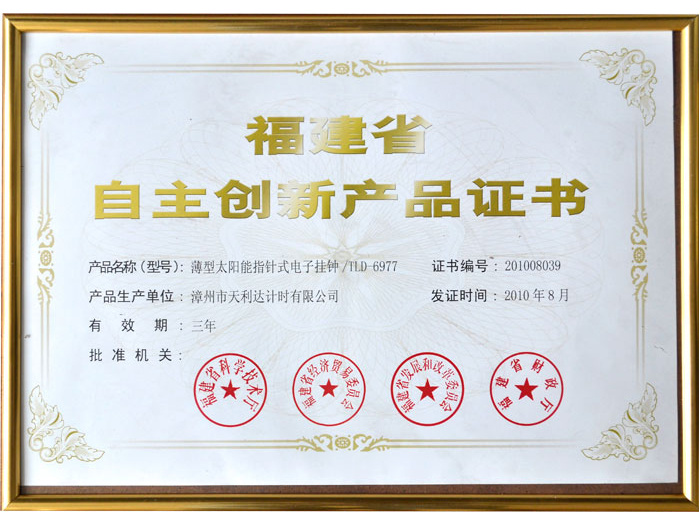 福建省
自主创新产品证书
产品名称（型号）: 薄型太阳能指针式电子挂钟/TLD-6977 证书编号: 201008039
产品生产单位: 漳州市天利达计时有限公司 发证时间: 2010年8月
有效期: 三年
批准机关:
福建省科学技术厅
福建省经济贸易委员会
福建省发展和改革委员会
福建省财政厅